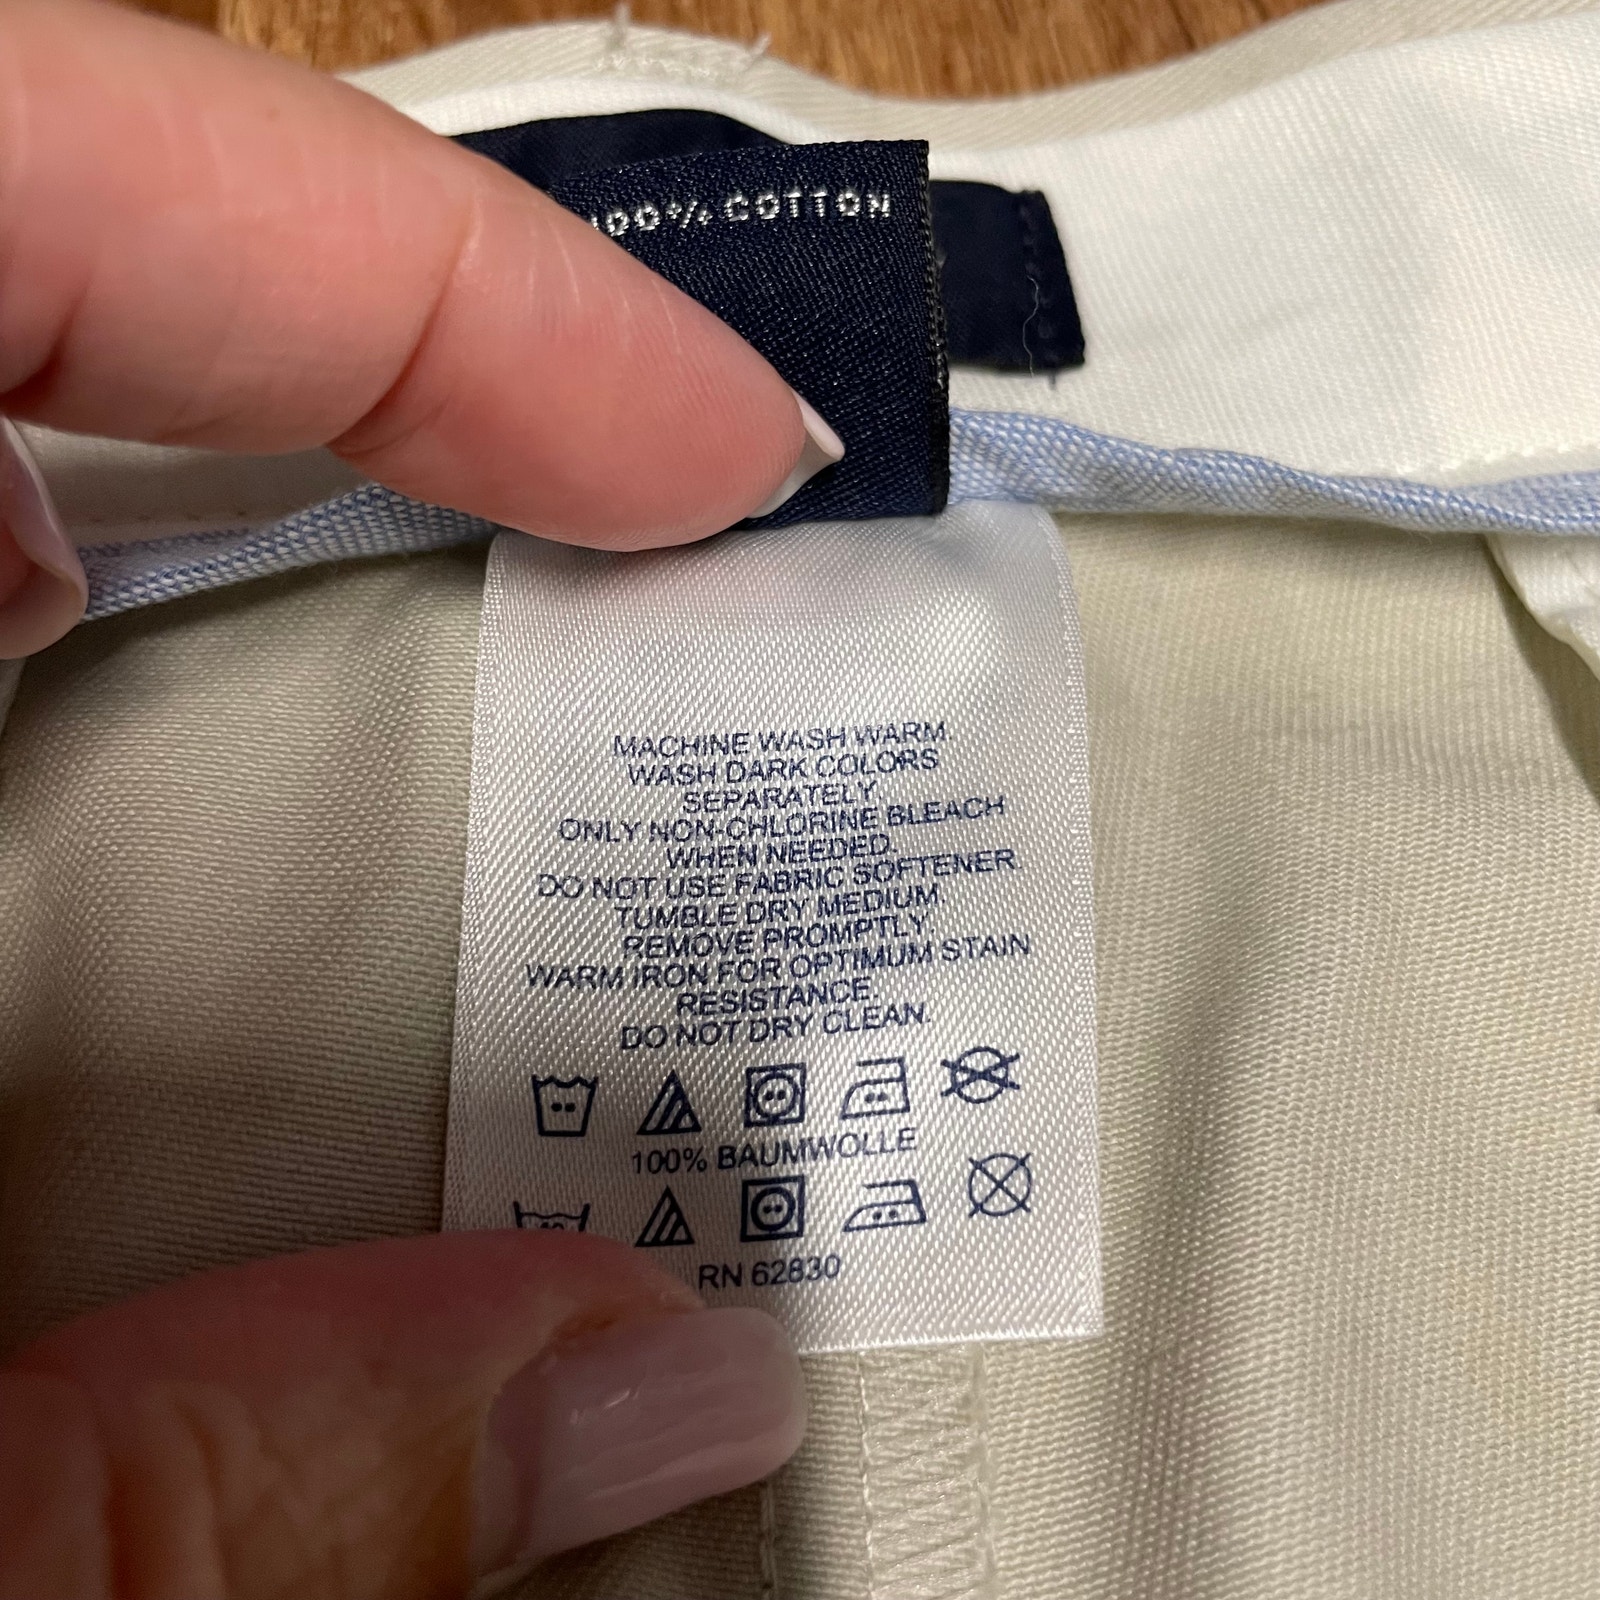 100% COTTON
MACHINE WASH WARM
WASH DARK COLORS
SEPARATELY
ONLY NON-CHLORINE BLEACH
WHEN NEEDED.
DO NOT USE FABRIC SOFTENER
TUMBLE DRY MEDIUM.
REMOVE PROMPTLY
WARM IRON FOR OPTIMUM STAIN
RESISTANCE.
DO NOT DRY CLEAN.
100% BAUMWOLLE
RN 62830